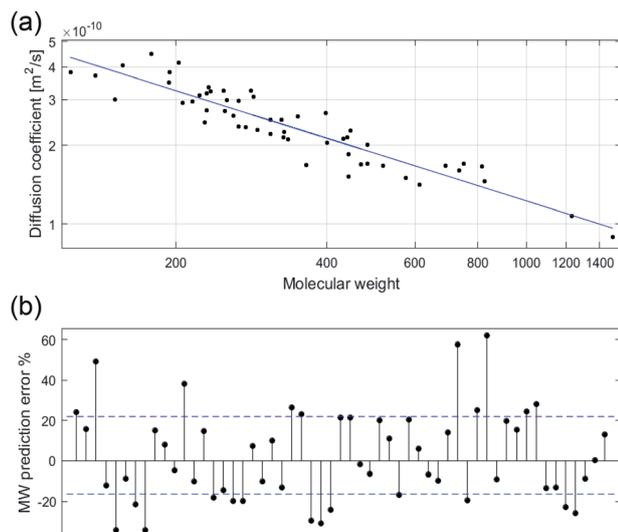 (a)
× 10⁻¹⁰
5
4
3
2
1
Diffusion coefficient [m²/s]
200 400 600 800 1000 1200 1400
Molecular weight
(b)
60
40
20
0
-20
MW prediction error %